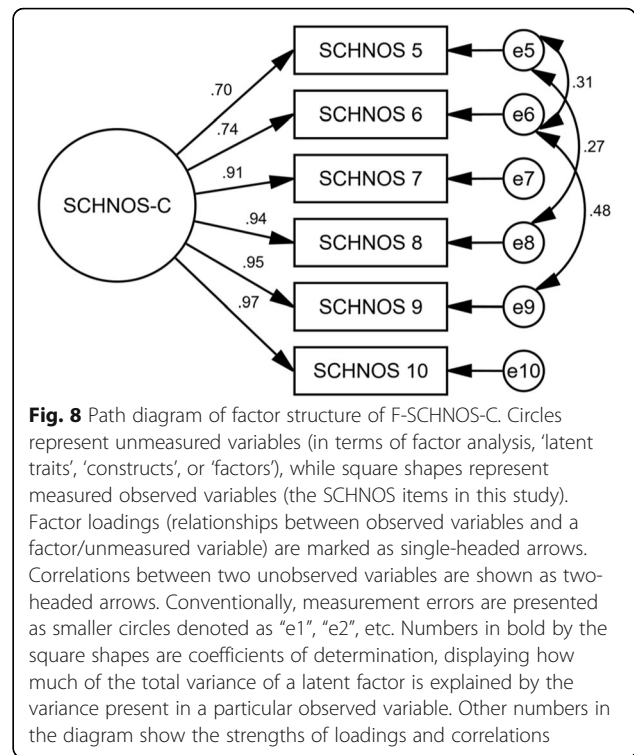 SCHNOS 5
e5
.31
.70
SCHNOS 6
e6
.74
.27
.91
SCHNOS 7
e7
SCHNOS-C
.94
SCHNOS 8
e8
.48
.95
SCHNOS 9
e9
.97
SCHNOS 10
e10
Fig. 8 Path diagram of factor structure of F-SCHNOS-C. Circles
represent unmeasured variables (in terms of factor analysis, ‘latent
traits’, ‘constructs’, or ‘factors’), while square shapes represent
measured observed variables (the SCHNOS items in this study).
Factor loadings (relationships between observed variables and a
factor/unmeasured variable) are marked as single-headed arrows.
Correlations between two unobserved variables are shown as two-
headed arrows. Conventionally, measurement errors are presented
as smaller circles denoted as “e1”, “e2”, etc. Numbers in bold by the
square shapes are coefficients of determination, displaying how
much of the total variance of a latent factor is explained by the
variance present in a particular observed variable. Other numbers in
the diagram show the strengths of loadings and correlations